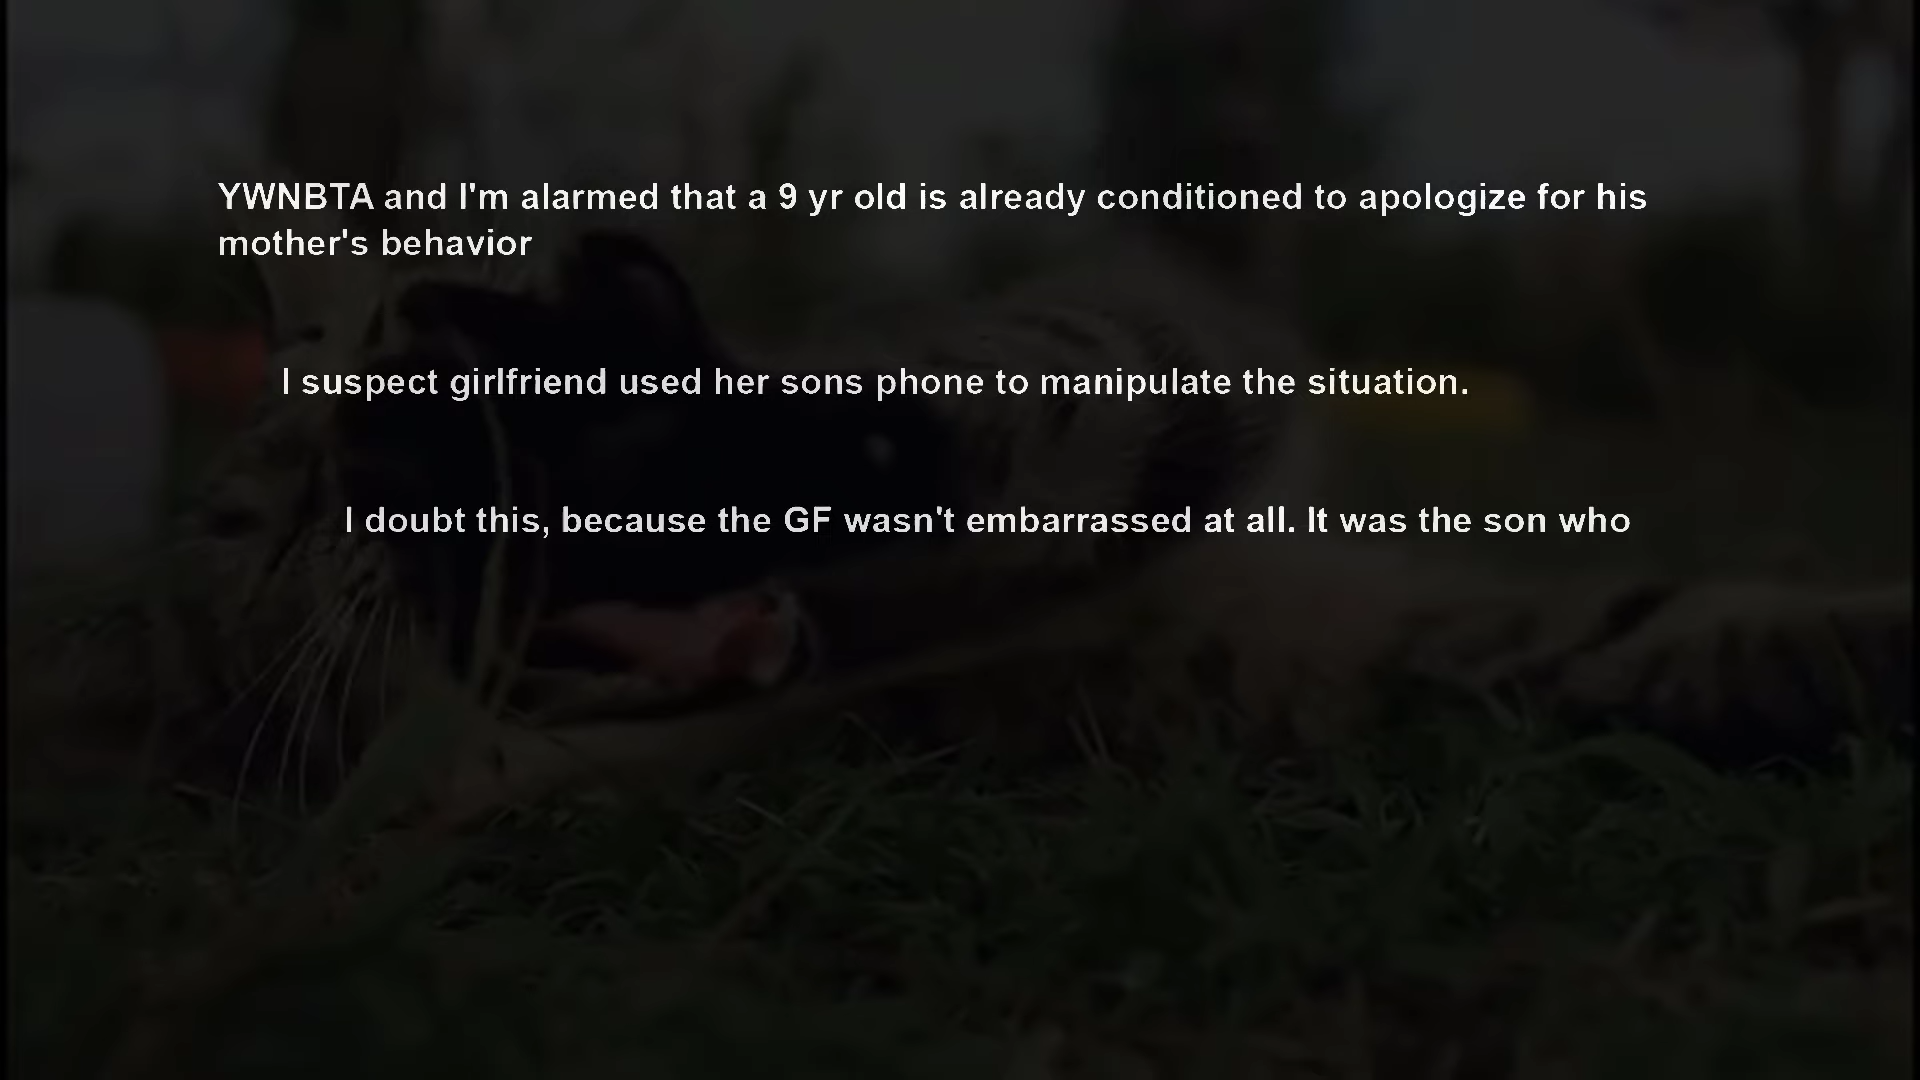 YWNBTA and I'm alarmed that a 9 yr old is already conditioned to apologize for his
mother's behavior
I suspect girlfriend used her sons phone to manipulate the situation.
I doubt this, because the GF wasn't embarrassed at all. It was the son who